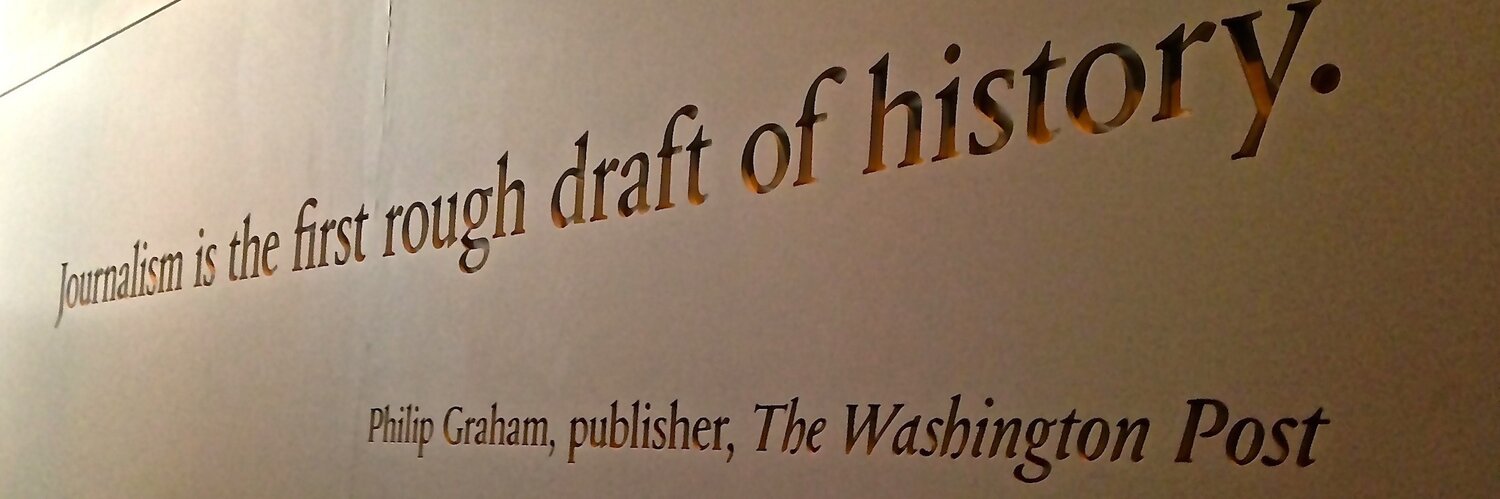 Journalism is the first rough draft of history.
Philip Graham, publisher, The Washington Post